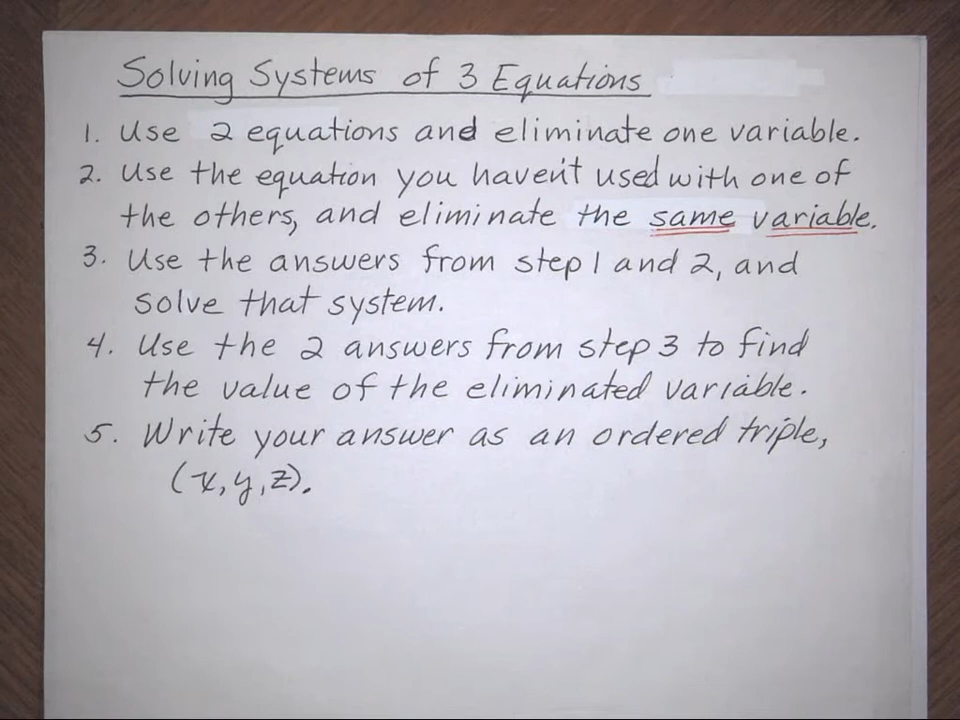 Solving Systems of 3 Equations
1. Use 2 equations and eliminate one variable.
2. Use the equation you haven't used with one of
the others, and eliminate the same variable.
3. Use the answers from step 1 and 2, and
solve that system.
4. Use the 2 answers from step 3 to find
the value of the eliminated variable.
5. Write your answer as an ordered triple,
(x, y, z).